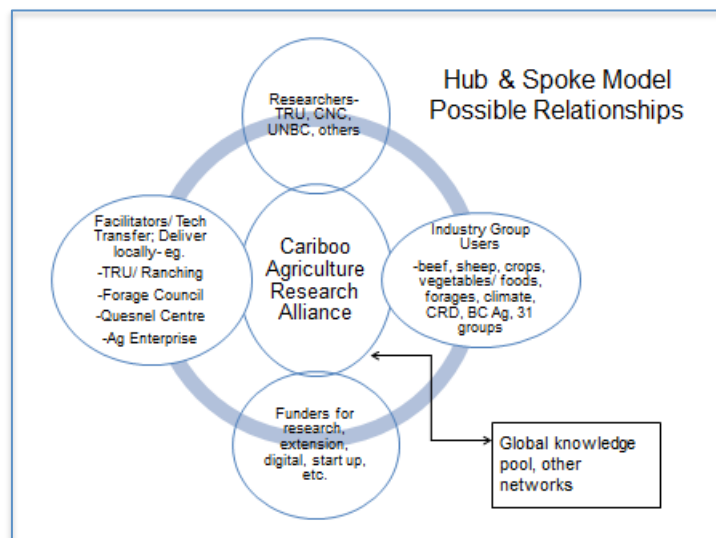 Hub & Spoke Model
Possible Relationships
Researchers-
TRU, CNC,
UNBC, others
Facilitators/ Tech
Transfer; Deliver
locally- eg.
-TRU/ Ranching
-Forage Council
-Quesnel Centre
-Ag Enterprise
Cariboo
Agriculture
Research
Alliance
Industry Group
Users
-beef, sheep, crops,
vegetables/ foods,
forages, climate,
CRD, BC Ag, 31
groups
Funders for
research,
extension,
digital, start up,
etc.
Global knowledge
pool, other
networks